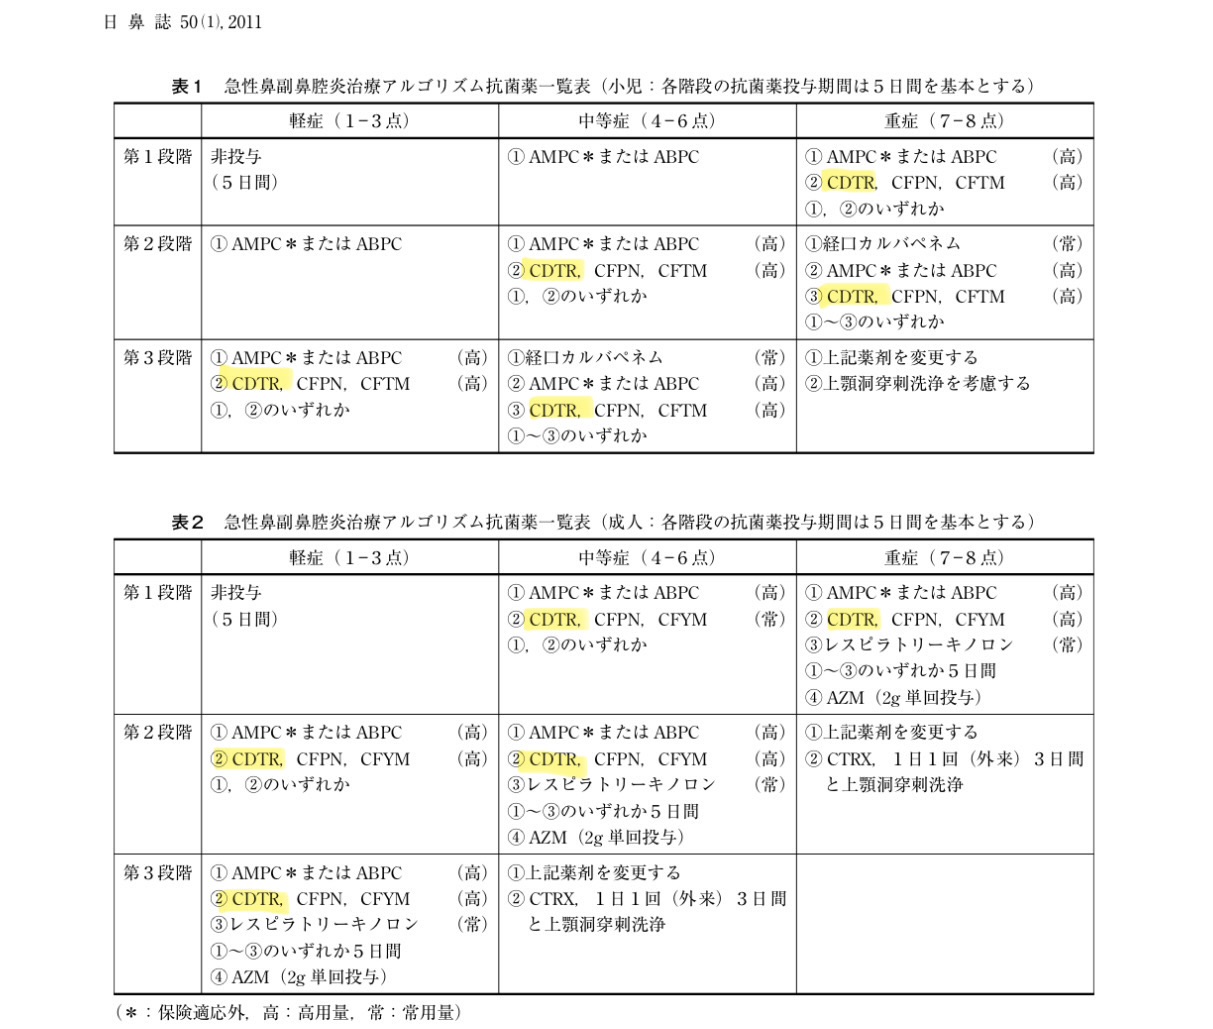 日 鼻 誌 50(1), 2011
表1 急性鼻副鼻腔炎治療アルゴリズム抗菌薬一覧表（小児：各階段の抗菌薬投与期間は５日間を基本とする）
軽症（１−３点） 中等症（４−６点） 重症（７−８点）
第１段階
非投与
（５日間）
① AMPC＊または ABPC
① AMPC＊または ABPC （高）
② CDTR, CFPN, CFTM （高）
①, ②のいずれか
第２段階
① AMPC＊または ABPC
① AMPC＊または ABPC （高）
② CDTR, CFPN, CFTM （高）
①, ②のいずれか
①経口カルバペネム （常）
② AMPC＊または ABPC （高）
③ CDTR, CFPN, CFTM （高）
①〜③のいずれか
第３段階
① AMPC＊または ABPC （高）
② CDTR, CFPN, CFTM （高）
①, ②のいずれか
①経口カルバペネム （常）
② AMPC＊または ABPC （高）
③ CDTR, CFPN, CFTM （高）
①〜③のいずれか
①上記薬剤を変更する
②上顎洞穿刺洗浄を考慮する
表2 急性鼻副鼻腔炎治療アルゴリズム抗菌薬一覧表（成人：各階段の抗菌薬投与期間は５日間を基本とする）
軽症（１−３点） 中等症（４−６点） 重症（７−８点）
第１段階
非投与
（５日間）
① AMPC＊または ABPC （高）
② CDTR, CFPN, CFYM （常）
①, ②のいずれか
① AMPC＊または ABPC （高）
② CDTR, CFPN, CFYM （高）
③レスピラトリーキノロン （常）
①〜③のいずれか５日間
④ AZM（2g 単回投与）
第２段階
① AMPC＊または ABPC （高）
② CDTR, CFPN, CFYM （高）
①, ②のいずれか
① AMPC＊または ABPC （高）
② CDTR, CFPN, CFYM （高）
③レスピラトリーキノロン （常）
①〜③のいずれか５日間
④ AZM（2g 単回投与）
①上記薬剤を変更する
② CTRX, １日１回（外来）３日間
と上顎洞穿刺洗浄
第３段階
① AMPC＊または ABPC （高）
② CDTR, CFPN, CFYM （高）
③レスピラトリーキノロン （常）
①〜③のいずれか５日間
④ AZM（2g 単回投与）
①上記薬剤を変更する
② CTRX, １日１回（外来）３日間
と上顎洞穿刺洗浄
（＊：保険適応外, 高：高用量, 常：常用量）